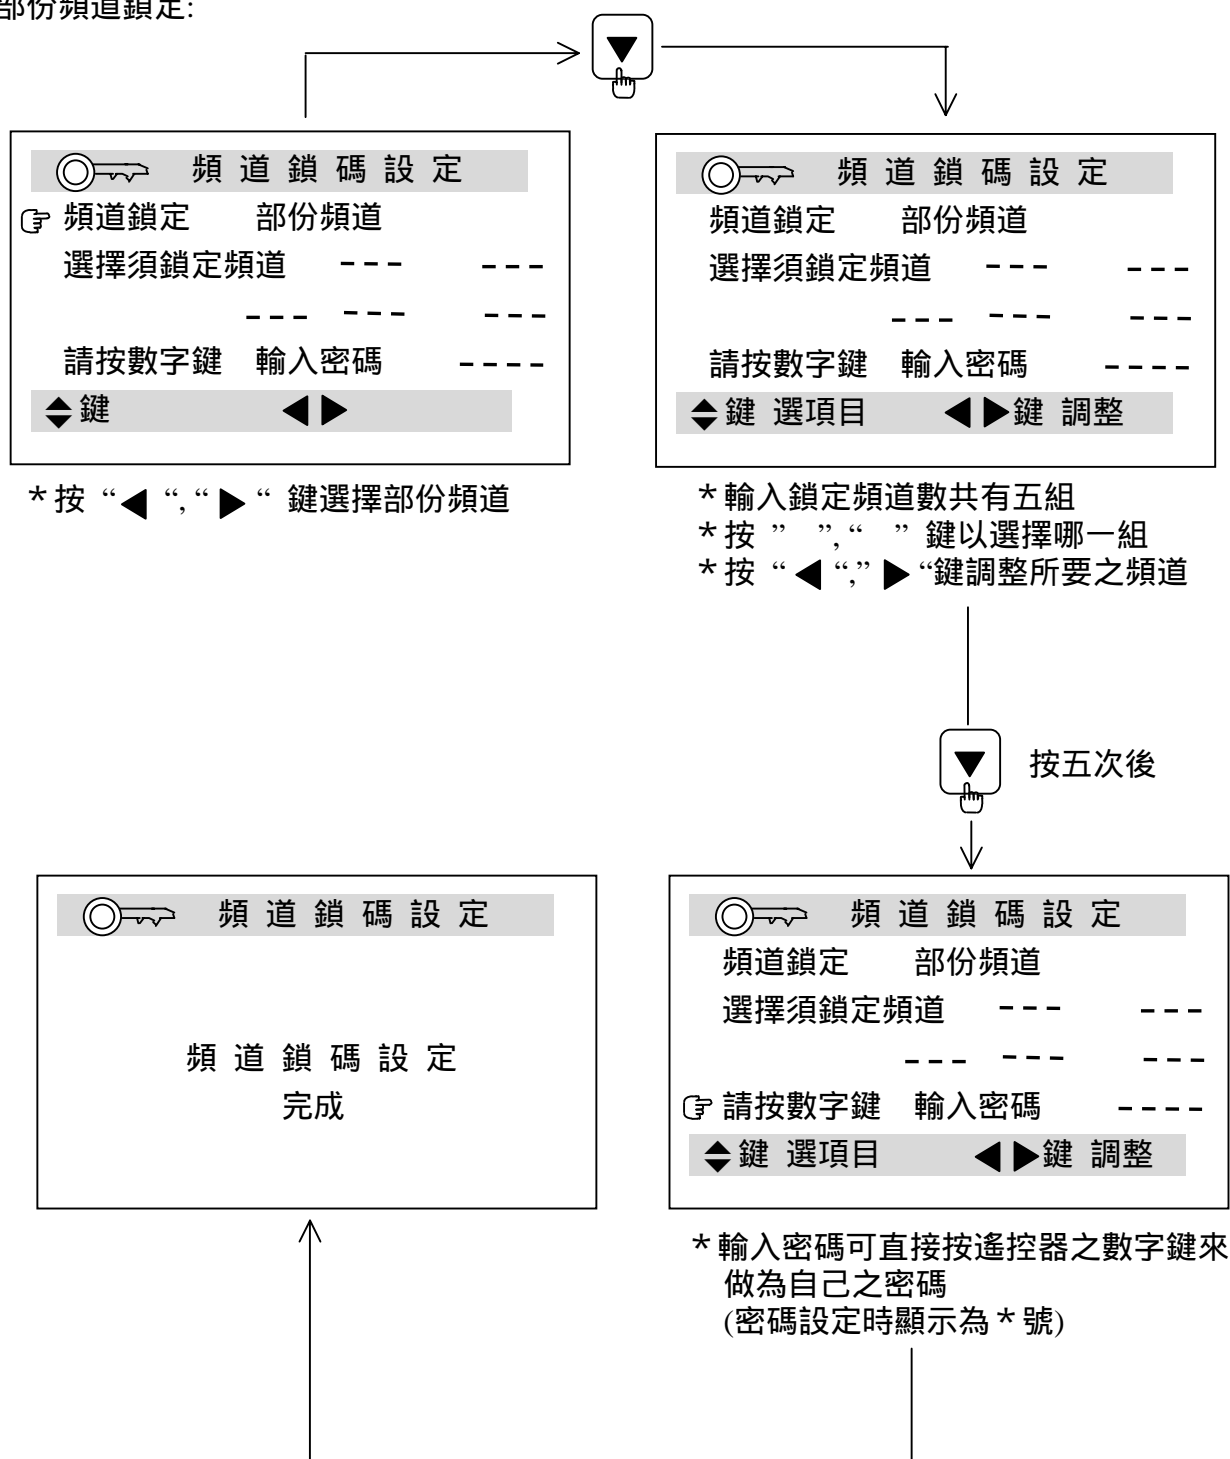 部份頻道鎖定:
頻道鎖碼設定
頻道鎖定 部份頻道
選擇須鎖定頻道 --- ---
--- --- ---
請按數字鍵 輸入密碼 ----
鍵
*按 “◀ “, “ ▶ “ 鍵選擇部份頻道
頻道鎖碼設定
頻道鎖定 部份頻道
選擇須鎖定頻道 --- ---
--- --- ---
請按數字鍵 輸入密碼 ----
鍵 選項目 ◀ ▶鍵 調整
*輸入鎖定頻道數共有五組
*按 ” ”, “ ” 鍵以選擇哪一組
*按 “ ◀ “,” ▶ “鍵調整所要之頻道
按五次後
頻道鎖碼設定
頻道鎖定 部份頻道
選擇須鎖定頻道 --- ---
--- --- ---
請按數字鍵 輸入密碼 ----
鍵 選項目 ◀ ▶鍵 調整
*輸入密碼可直接按遙控器之數字鍵來
做為自己之密碼
(密碼設定時顯示為*號)
頻道鎖碼設定
頻道鎖碼設定
完成